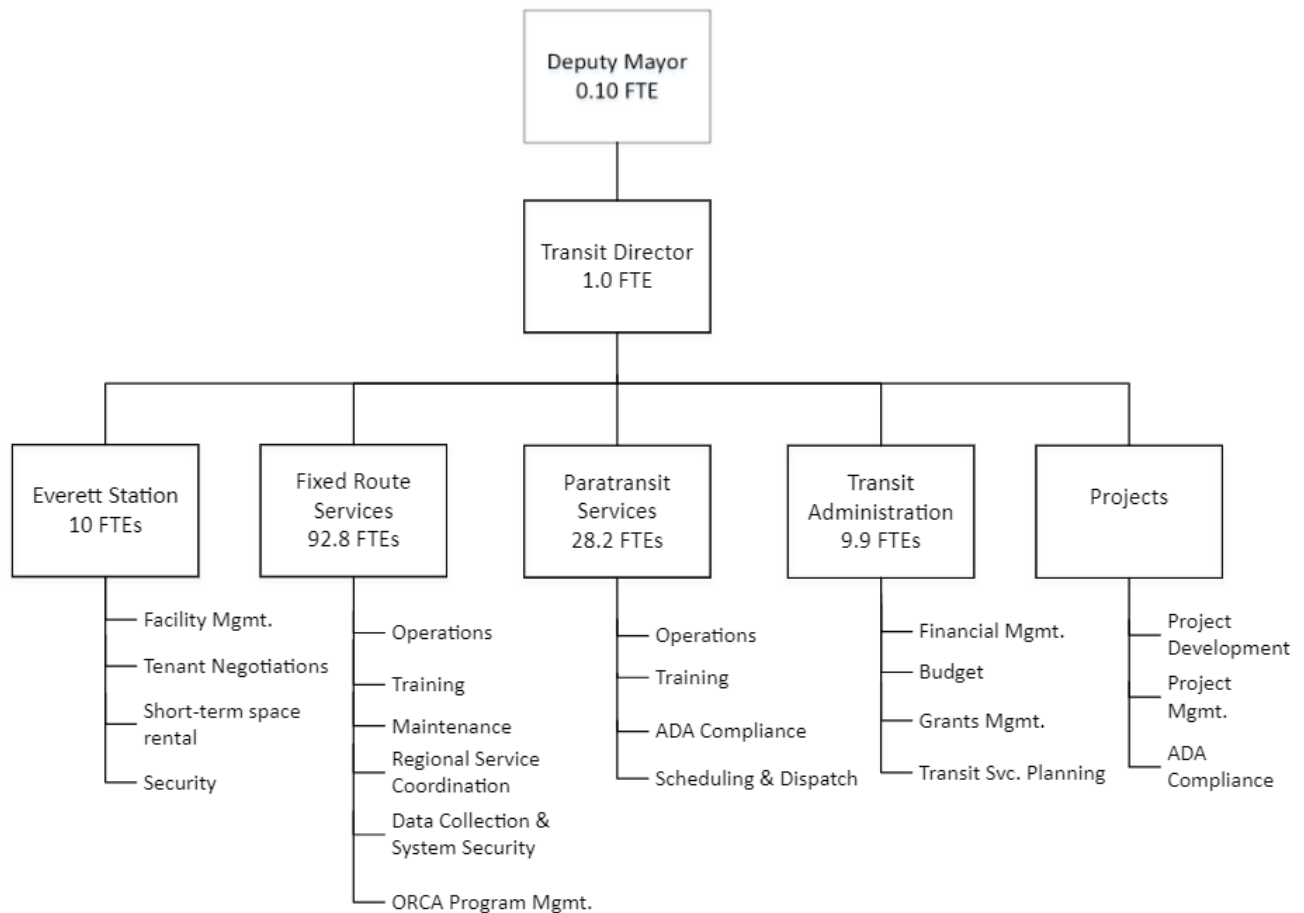 Deputy Mayor
0.10 FTE
Transit Director
1.0 FTE
Everett Station
10 FTEs
Facility Mgmt.
Tenant Negotiations
Short-term space
rental
Security
Fixed Route
Services
92.8 FTEs
Operations
Training
Maintenance
Regional Service
Coordination
Data Collection &
System Security
ORCA Program Mgmt.
Paratransit
Services
28.2 FTEs
Operations
Training
ADA Compliance
Scheduling & Dispatch
Transit
Administration
9.9 FTEs
Financial Mgmt.
Budget
Grants Mgmt.
Transit Svc. Planning
Projects
Project
Development
Project
Mgmt.
ADA
Compliance